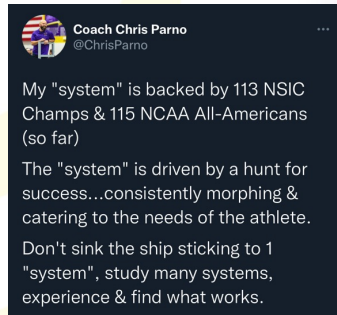 Coach Chris Parno
@ChrisParno
My "system" is backed by 113 NSIC
Champs & 115 NCAA All-Americans
(so far)
The "system" is driven by a hunt for
success...consistently morphing &
catering to the needs of the athlete.
Don't sink the ship sticking to 1
"system", study many systems,
experience & find what works.